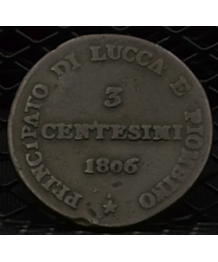 PRINCIPATO DI LUCCA E PIOMBINO
3
CENTESIMI
1806